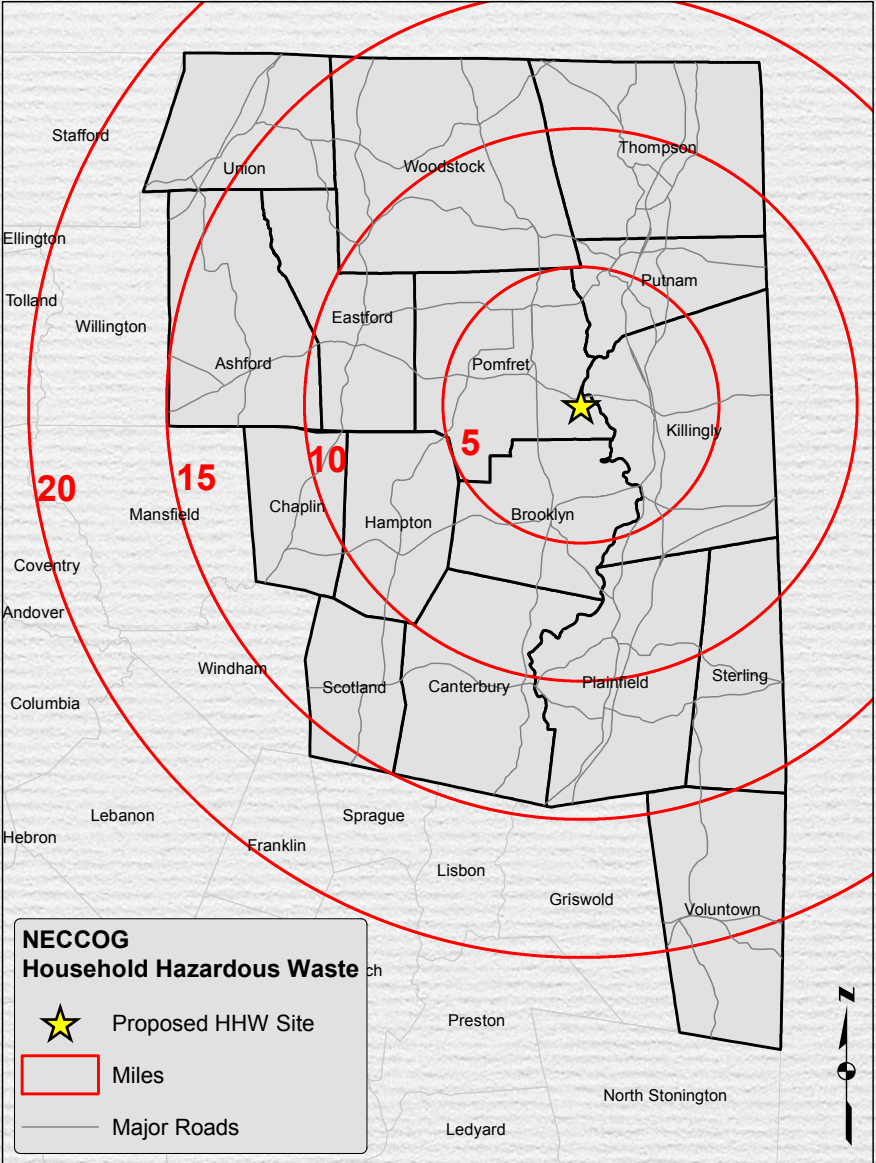 Stafford
Union
Woodstock
Thompson
Ellington
Tolland
Willington
Putnam
Eastford
Ashford
Pomfret
Killingly
5
10
15
20
Mansfield
Chaplin
Hampton
Brooklyn
Coventry
Andover
Windham
Columbia
Scotland
Canterbury
Plainfield
Sterling
Lebanon
Sprague
Hebron
Franklin
Lisbon
Griswold
Voluntown
NECCOG
Household Hazardous Waste
ch
Proposed HHW Site
Miles
Major Roads
Preston
North Stonington
Ledyard
N